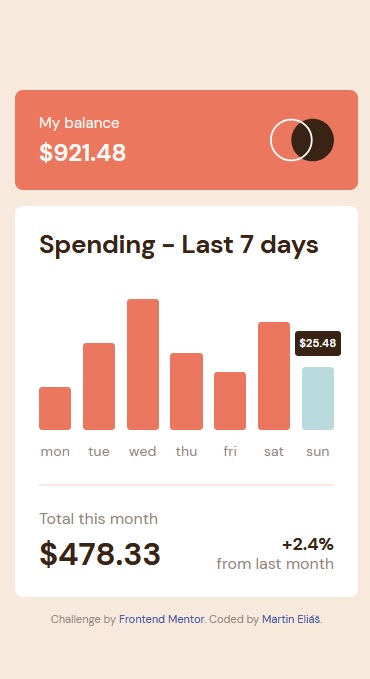 My balance
$921.48
Spending - Last 7 days
$25.48
mon tue wed thu fri sat sun
Total this month
$478.33
+2.4%
from last month
Challenge by Frontend Mentor. Coded by Martin Eliáš.